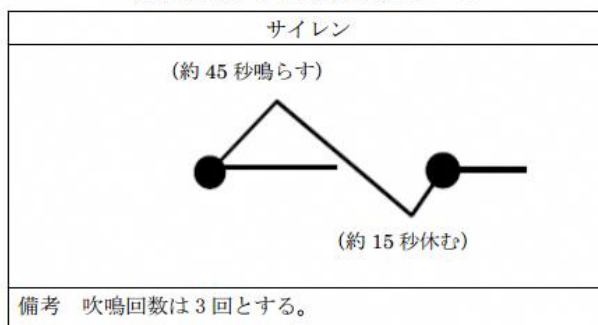 サイレン
(約 45 秒鳴らす)
(約 15 秒休む)
備考　吹鳴回数は 3 回とする。